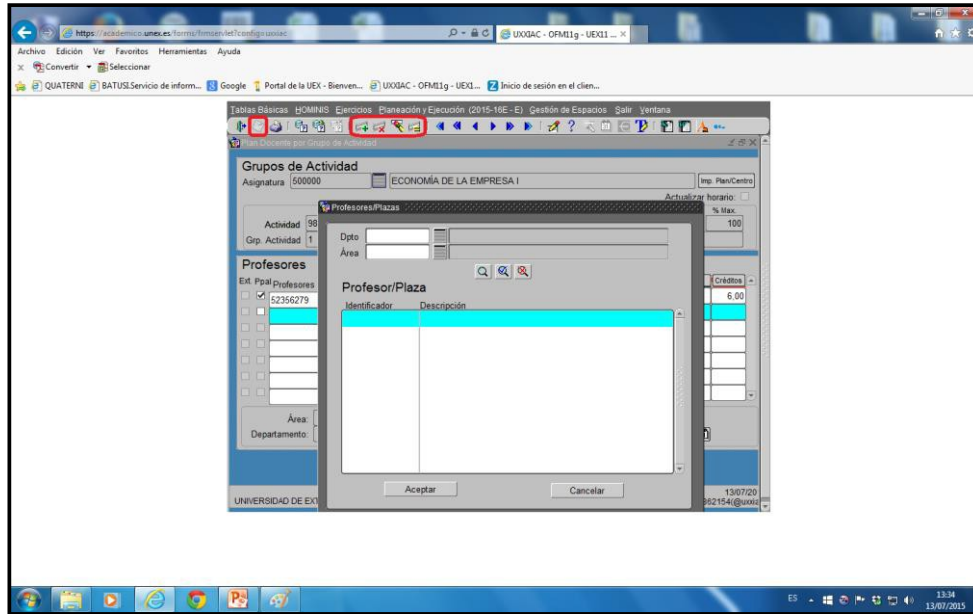 https://academico.unex.es/forms/frmservlet?config=uxxiac
UXXIAC - OFM11g - UEX11 ...
Archivo Edición Ver Favoritos Herramientas Ayuda
x Convertir Seleccionar
QUATERNI BATUSI.Servicio de inform... Google Portal de la UEX - Bienven... UXXIAC - OFM11g - UEX1... Inicio de sesión en el clien...
Tablas Básicas HOMINIS Ejercicios Planeación y Ejecución (2015-16E - E) Gestión de Espacios Salir Ventana
Plan Docente por Grupo de Actividad
Grupos de Actividad
Asignatura 500000 ECONOMÍA DE LA EMPRESA I Imp. Plan/Centro
Actualizar horario:
Profesores/Plazas
% Max.
Actividad 98 100
Grp. Actividad 1
Dpto
Área
Profesores
Ext. Ppal Profesores Créditos
52356279 6,00
Profesor/Plaza
Identificador Descripción
Área:
Departamento:
Aceptar Cancelar
UNIVERSIDAD DE EXT 13/07/20
ES 13:34
13/07/2015